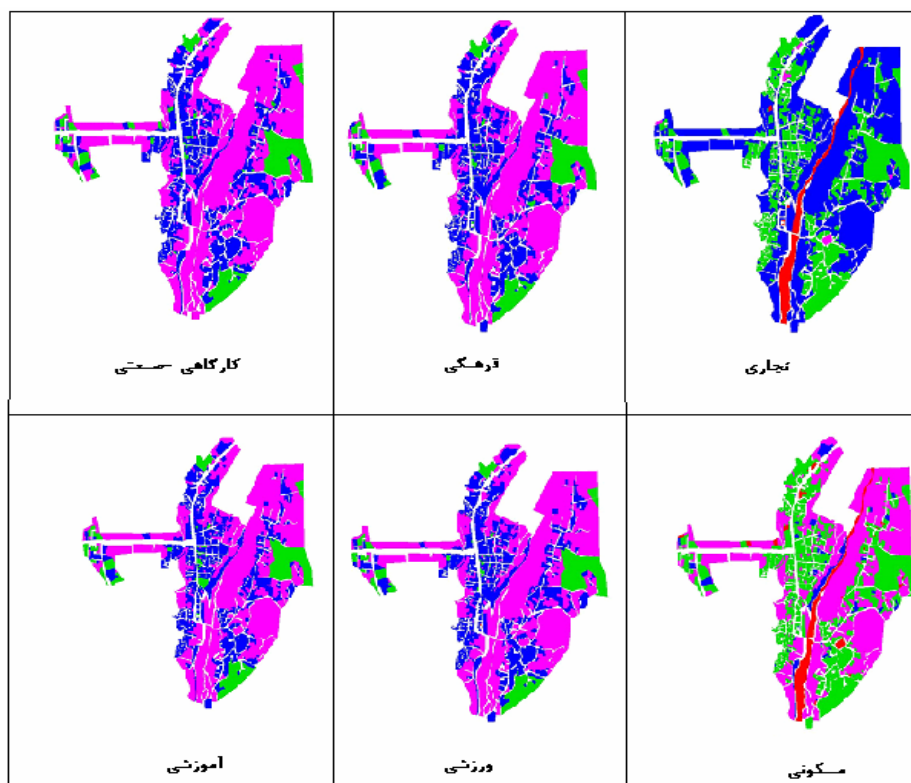 تجاری
فرهنگی
کارگاهی -صنعتی
مسکونی
ورزشی
آموزشی